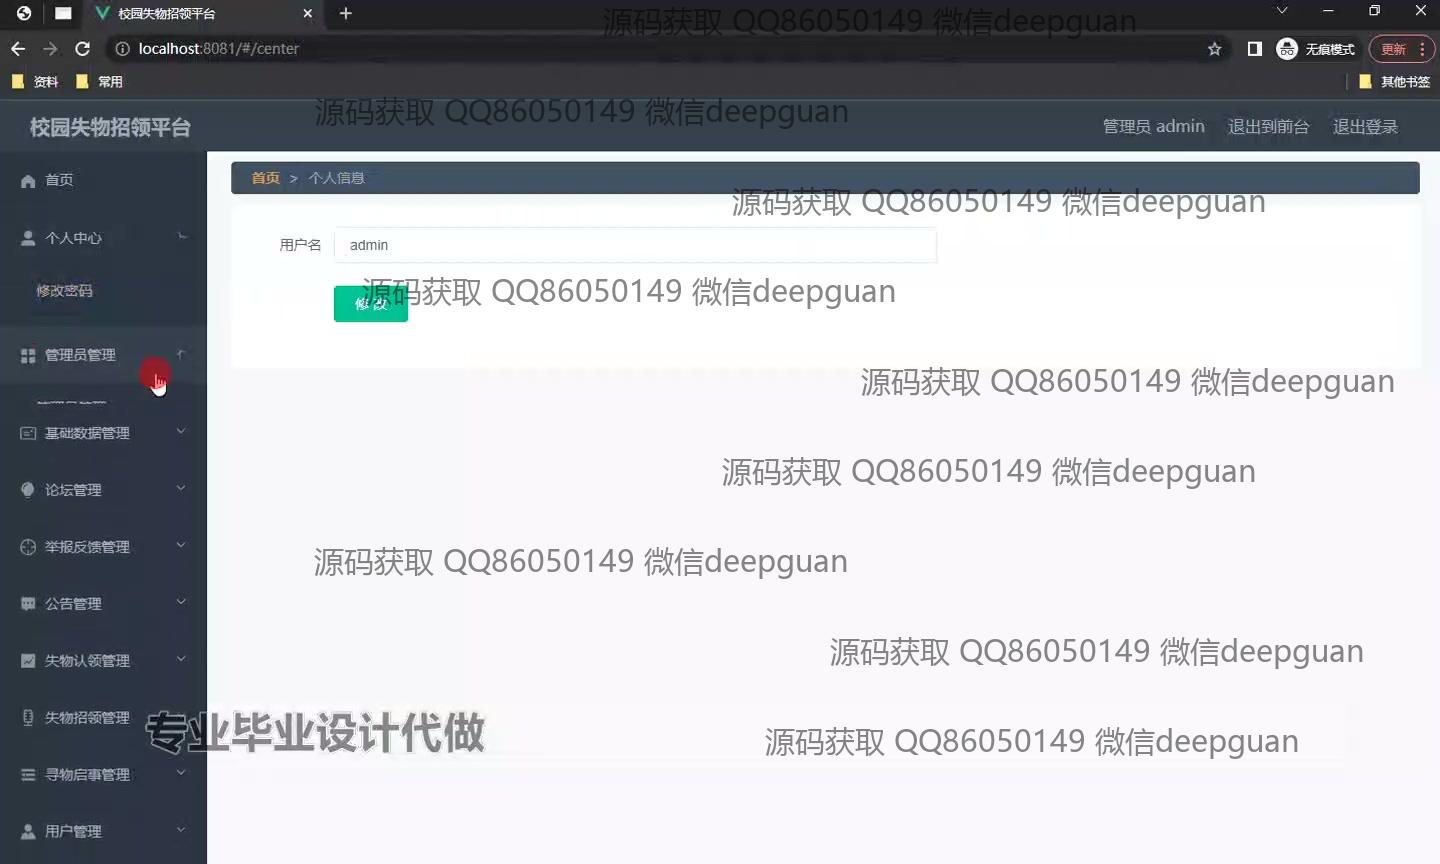 校园失物招领平台
源码获取 QQ86050149 微信deepguan
localhost:8081/#/center
无痕模式
更新
资料
常用
其他书签
校园失物招领平台
源码获取 QQ86050149 微信deepguan
管理员 admin
退出到前台
退出登录
首页
首页 > 个人信息
源码获取 QQ86050149 微信deepguan
个人中心
用户名
admin
修改密码
源码获取 QQ86050149 微信deepguan
修改
管理员管理
源码获取 QQ86050149 微信deepguan
基础数据管理
源码获取 QQ86050149 微信deepguan
论坛管理
举报反馈管理
源码获取 QQ86050149 微信deepguan
公告管理
失物认领管理
源码获取 QQ86050149 微信deepguan
失物招领管理
专业毕业设计代做
源码获取 QQ86050149 微信deepguan
寻物启事管理
用户管理